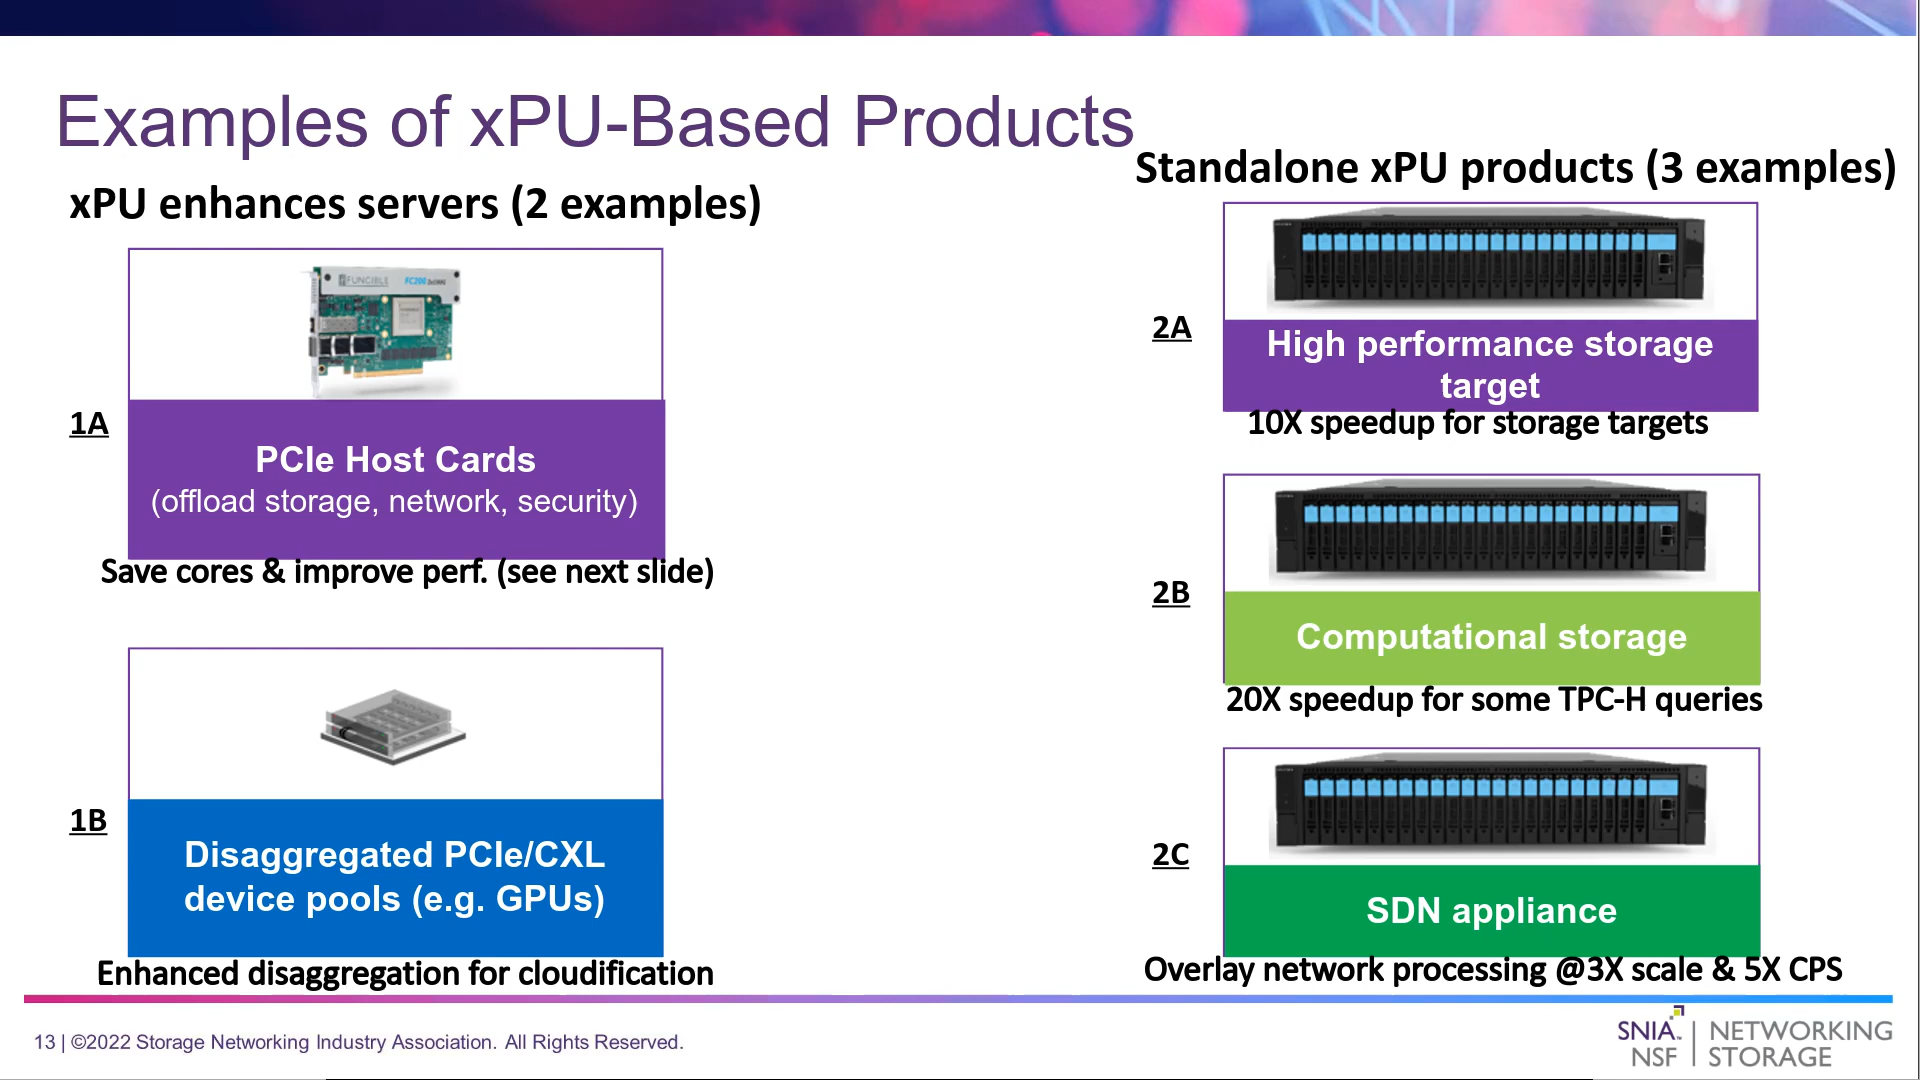 Examples of xPU-Based Products
xPU enhances servers (2 examples)
FUNGIBLE FC200
1A
PCIe Host Cards
(offload storage, network, security)
Save cores & improve perf. (see next slide)
1B
Disaggregated PCIe/CXL
device pools (e.g. GPUs)
Enhanced disaggregation for cloudification
Standalone xPU products (3 examples)
2A
High performance storage
target
10X speedup for storage targets
2B
Computational storage
20X speedup for some TPC-H queries
2C
SDN appliance
Overlay network processing @3X scale & 5X CPS
13 | ©2022 Storage Networking Industry Association. All Rights Reserved.
SNIA™ | NETWORKING
NSF | STORAGE